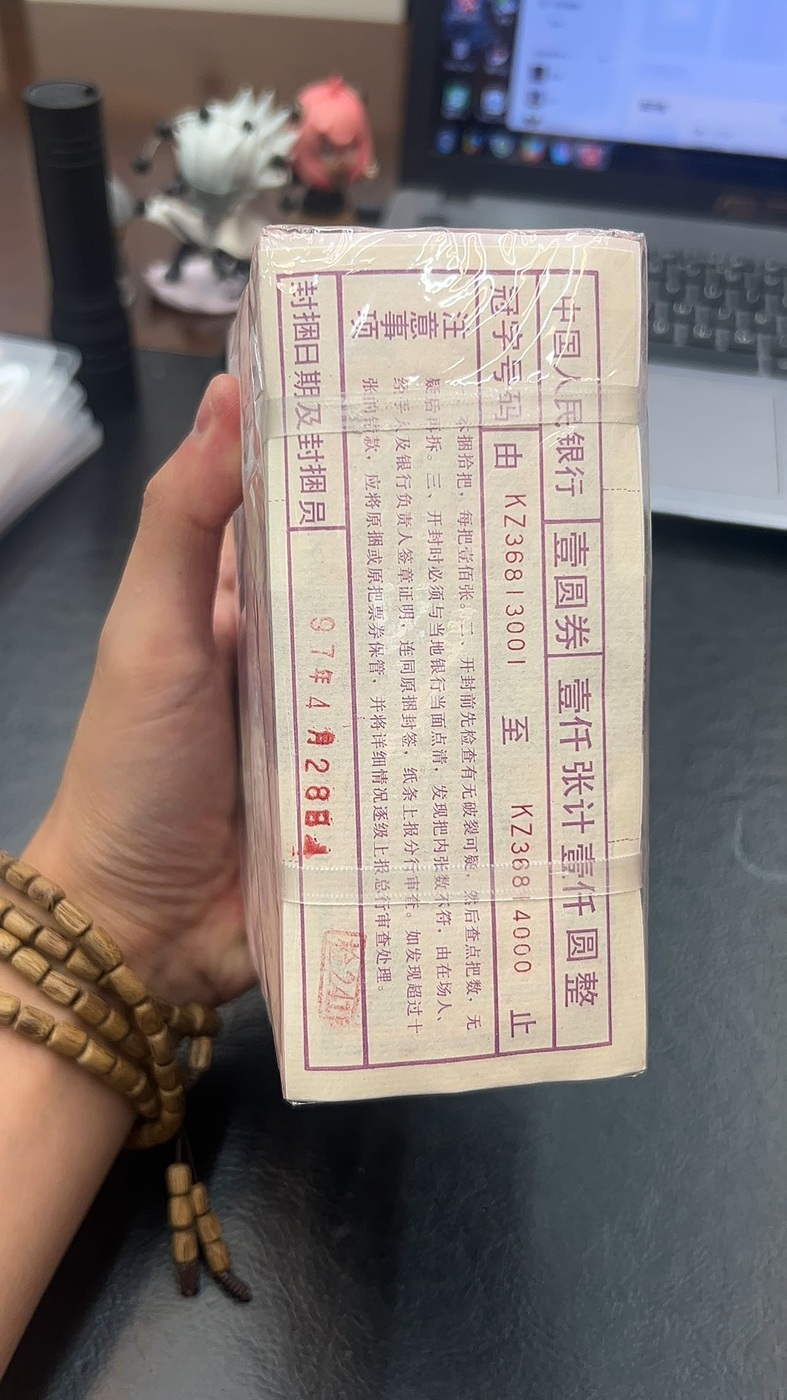 中国人民银行 壹圆券 壹仟张计壹仟圆整
冠字号码 由 KZ36813001 至 KZ36814000 止
注意事项
一、本捆拾把，每把壹佰张。二、开封前先检查有无破裂可疑，然后查点把数，无
疑后再拆。三、开封时必须与当地银行当面点清，发现把内张数不符，由在场人、
经手人及银行负责人签章证明，连同原捆封签，纸条上报分行审查。如发现超过十
张的错款，应将原捆或原把票券保管，并将详细情况逐级上报总行审查处理。
封捆日期及封捆员 97年4月28日